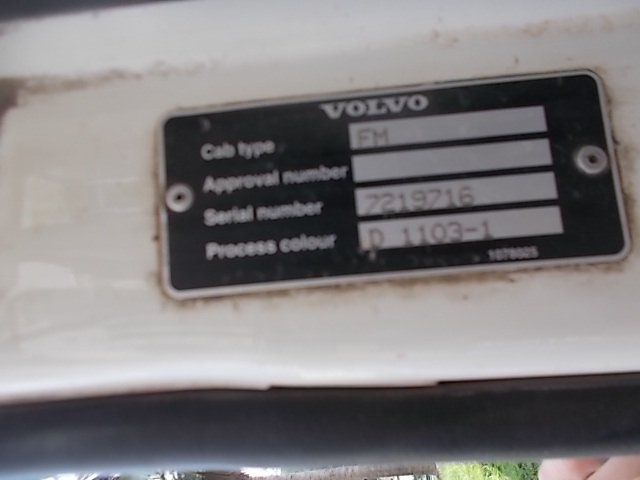 VOLVO
Cab type FM
Approval number
Serial number 7219716
Process colour D 1103-1
1078025